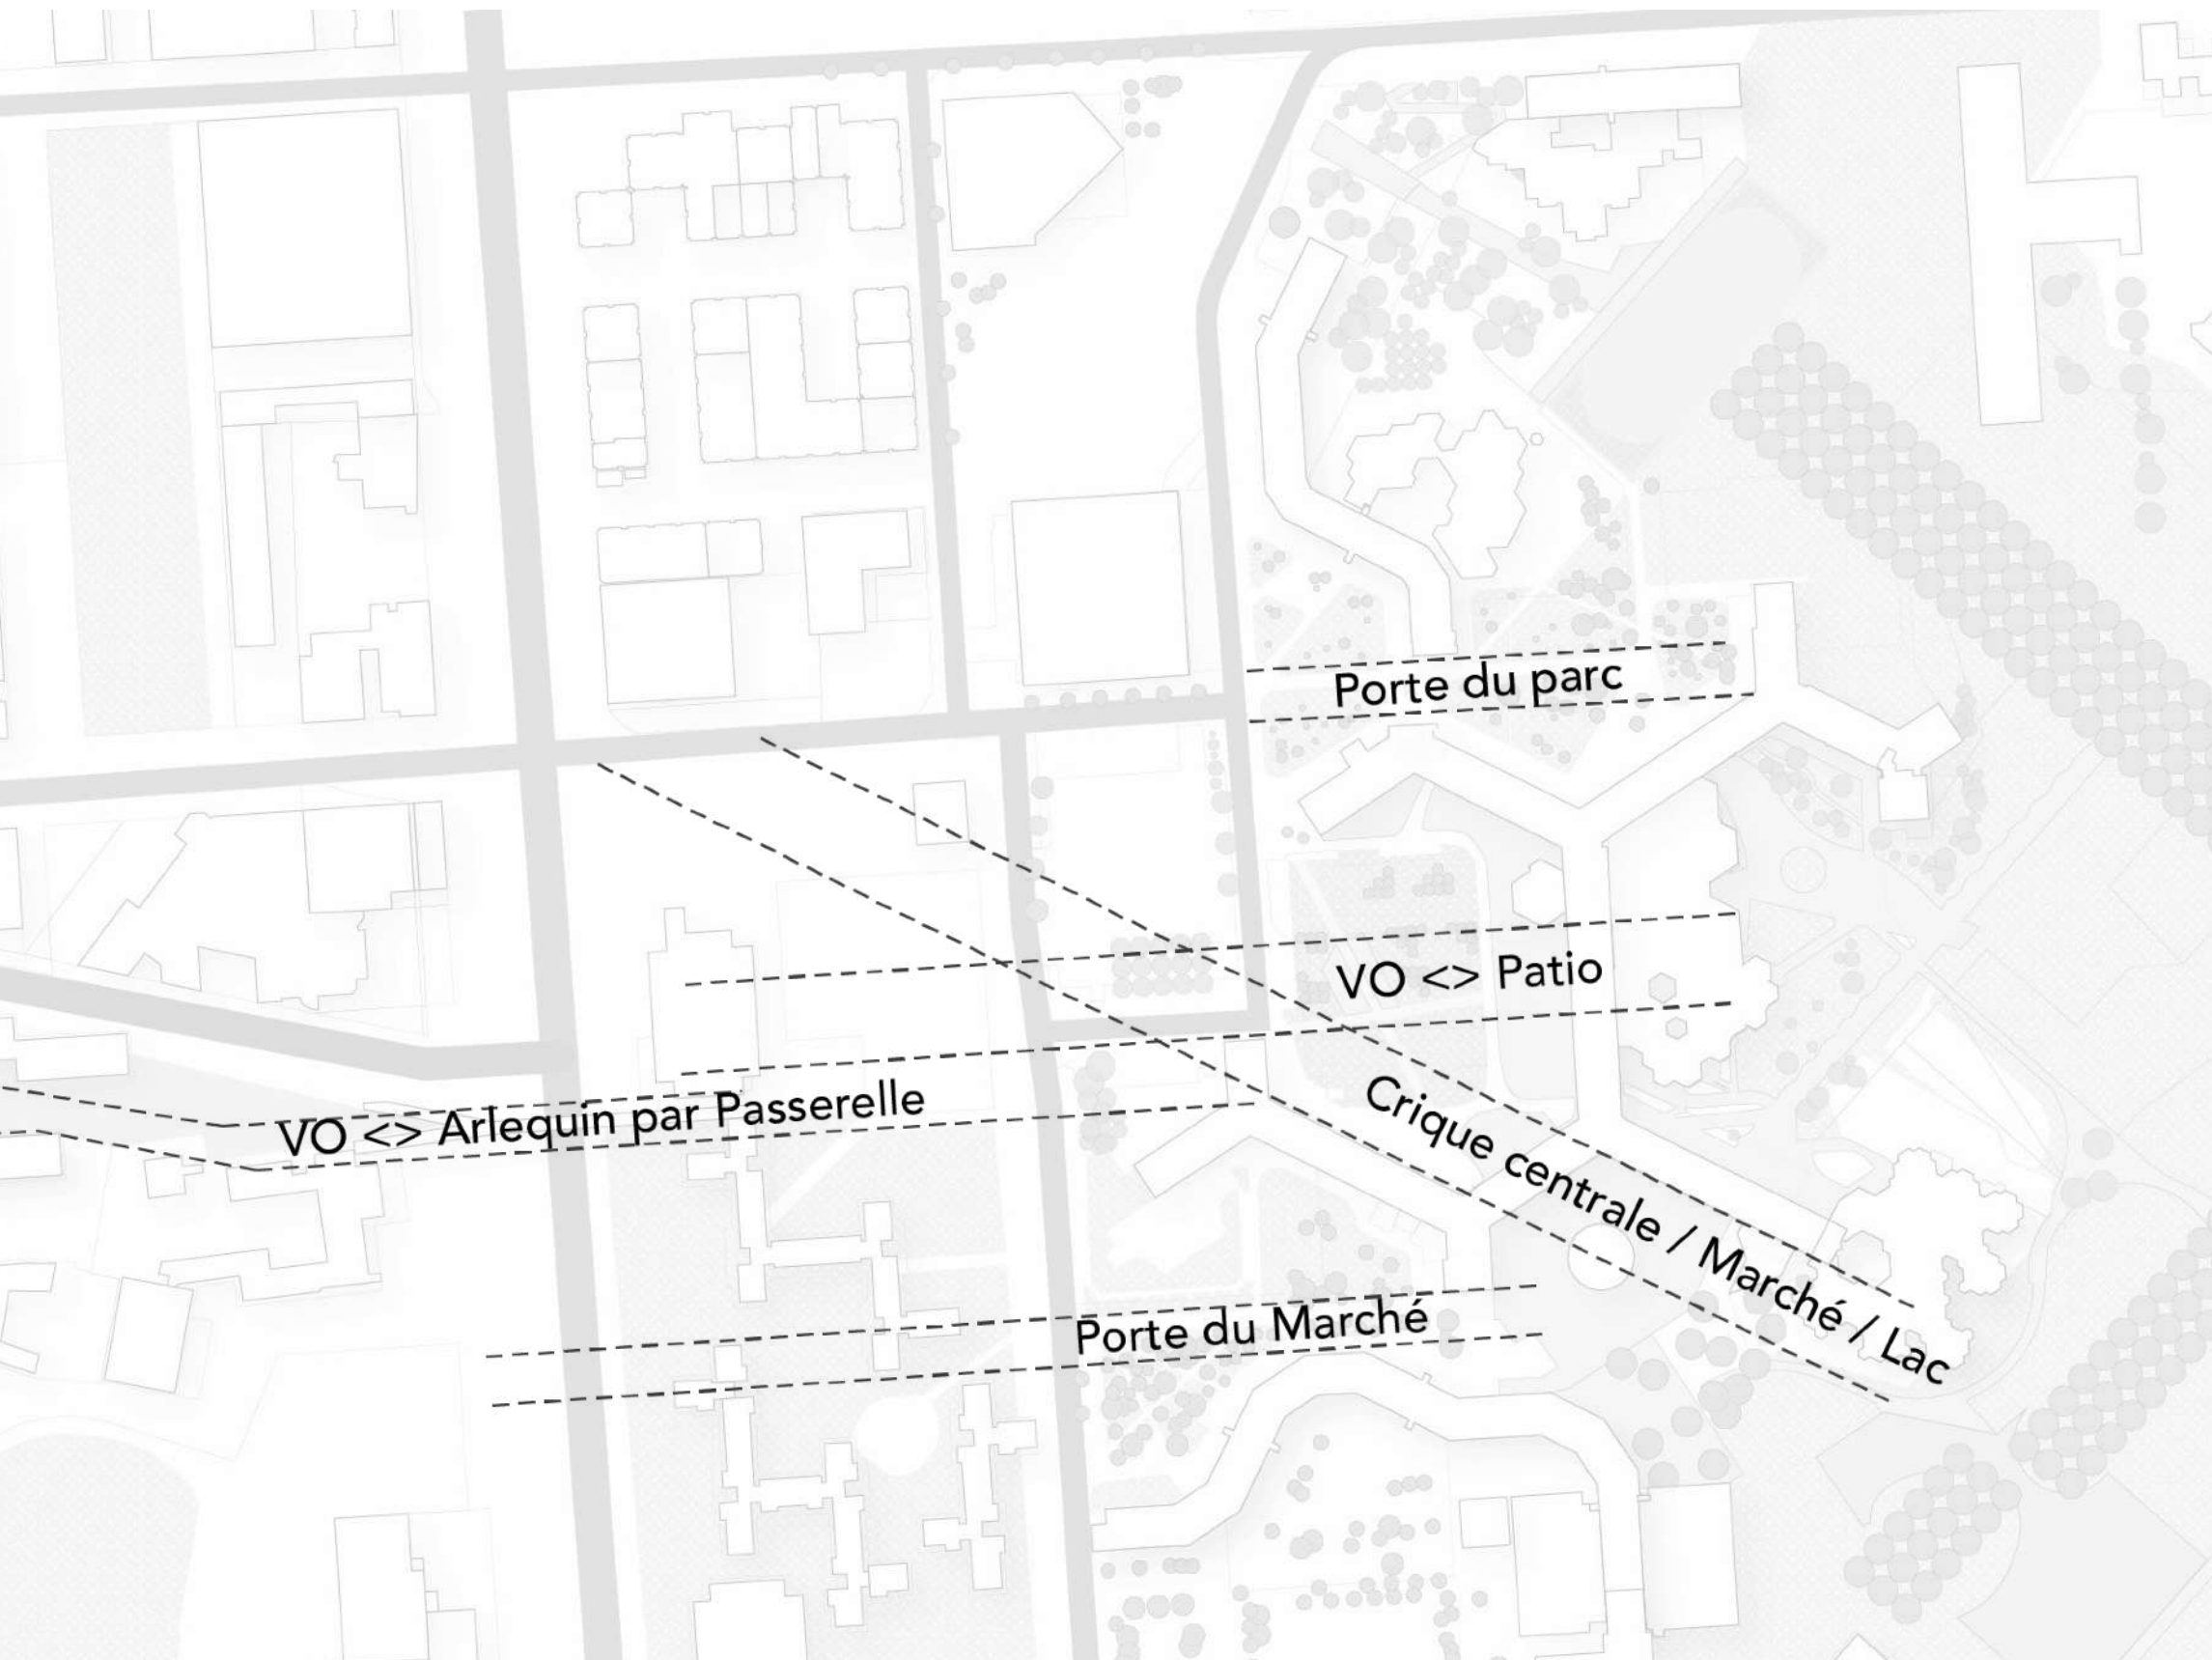 Porte du parc
VO <> Patio
VO <> Arlequin par Passerelle
Crique centrale / Marché / Lac
Porte du Marché